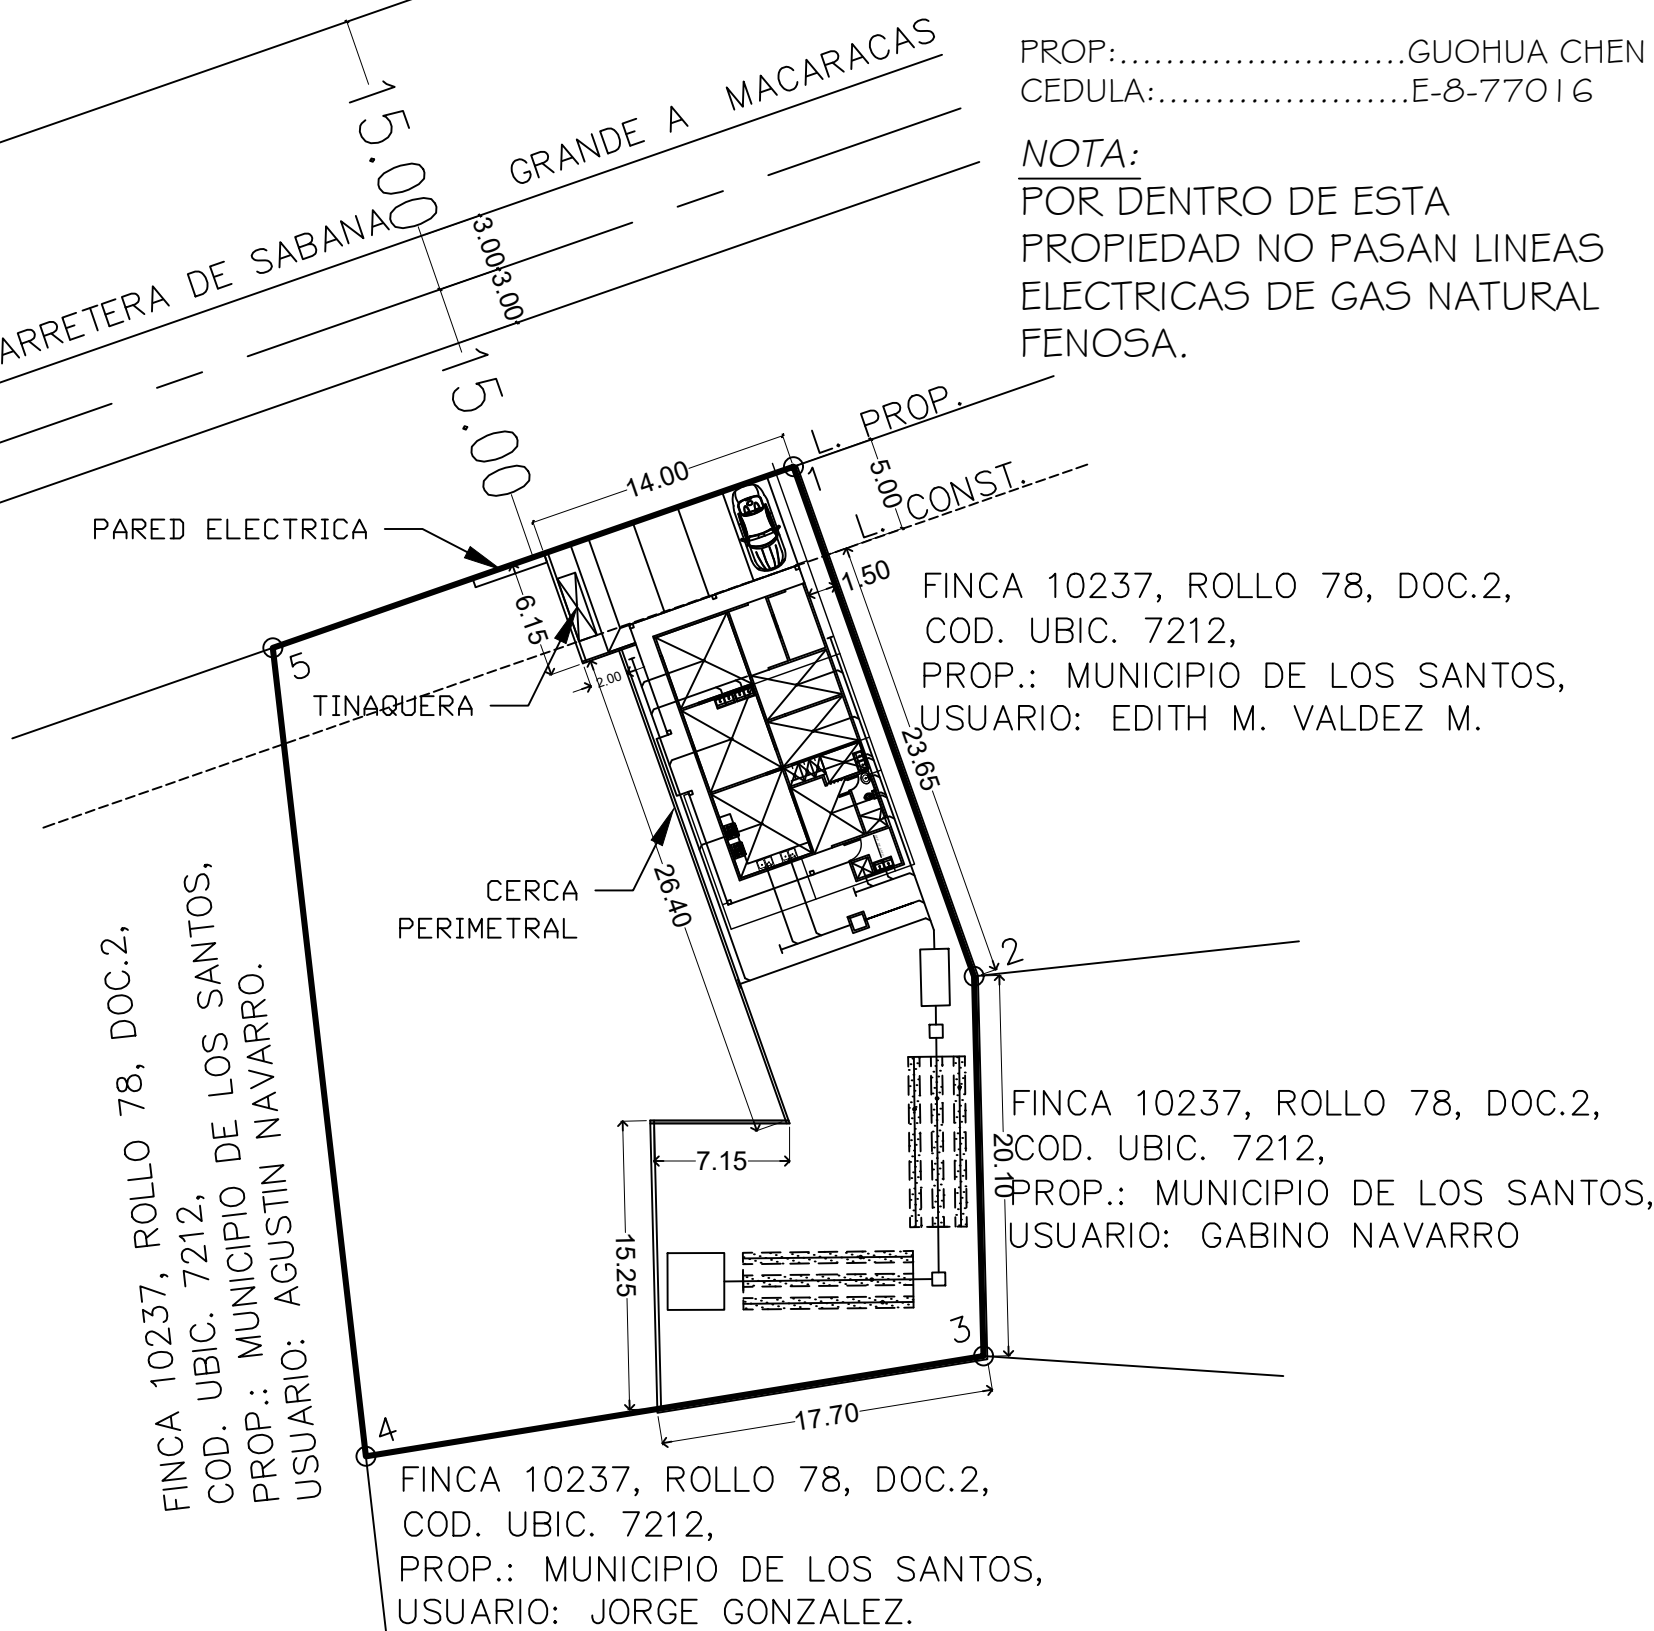 PROP:.........................GUOHUA CHEN
CEDULA:......................E-8-77016
NOTA:
POR DENTRO DE ESTA
PROPIEDAD NO PASAN LINEAS
ELECTRICAS DE GAS NATURAL
FENOSA.
ARRETERA DE SABANA GRANDE A MACARACAS
15.00
3.00
3.00
15.00
L. PROP.
14.00
1
5.00
L. CONST.
PARED ELECTRICA
6.15
1.50
5
TINAQUERA
2.00
FINCA 10237, ROLLO 78, DOC.2,
COD. UBIC. 7212,
PROP.: MUNICIPIO DE LOS SANTOS,
USUARIO: EDITH M. VALDEZ M.
23.65
CERCA
PERIMETRAL
26.40
2
FINCA 10237, ROLLO 78, DOC.2,
COD. UBIC. 7212,
PROP.: MUNICIPIO DE LOS SANTOS,
USUARIO: AGUSTIN NAVARRO.
7.15
20.10
FINCA 10237, ROLLO 78, DOC.2,
COD. UBIC. 7212,
PROP.: MUNICIPIO DE LOS SANTOS,
USUARIO: GABINO NAVARRO
15.25
3
17.70
4
FINCA 10237, ROLLO 78, DOC.2,
COD. UBIC. 7212,
PROP.: MUNICIPIO DE LOS SANTOS,
USUARIO: JORGE GONZALEZ.